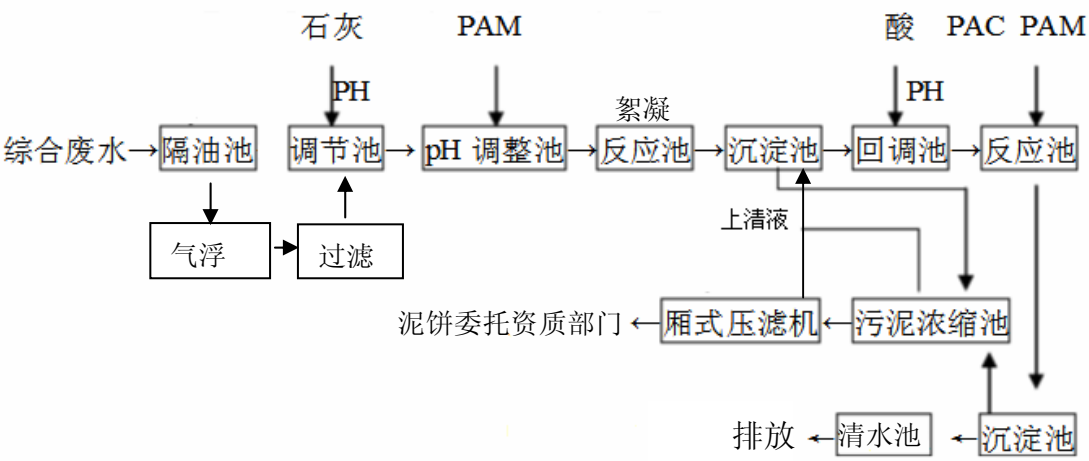 石灰 PAM 酸 PAC PAM
PH PH
絮凝
综合废水→隔油池 调节池→pH 调整池→反应池→沉淀池→回调池→反应池
上清液
气浮 过滤
泥饼委托资质部门←厢式压滤机←污泥浓缩池
排放←清水池←沉淀池